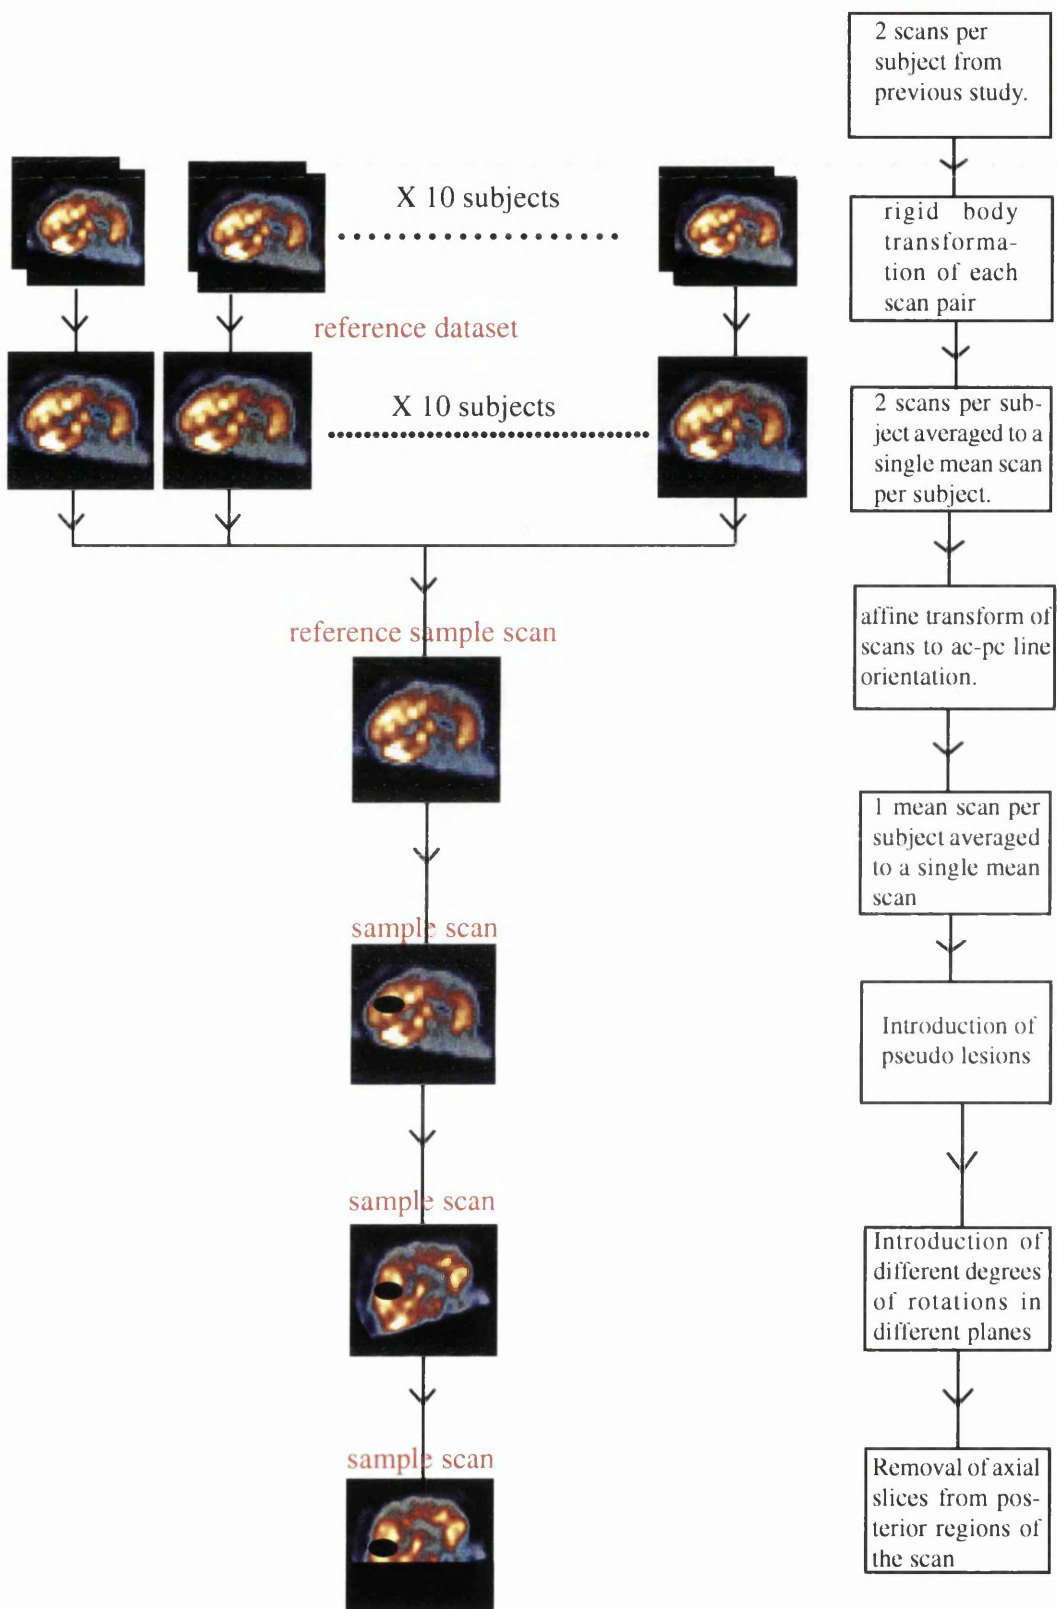 2 scans per
subject from
previous study.
X 10 subjects
rigid body
transforma-
tion of each
scan pair
reference dataset
X 10 subjects
2 scans per sub-
ject averaged to a
single mean scan
per subject.
affine transform of
scans to ac-pc line
orientation.
reference sample scan
1 mean scan per
subject averaged
to a single mean
scan
sample scan
Introduction of
pseudo lesions
sample scan
Introduction of
different degrees
of rotations in
different planes
sample scan
Removal of axial
slices from pos-
terior regions of
the scan